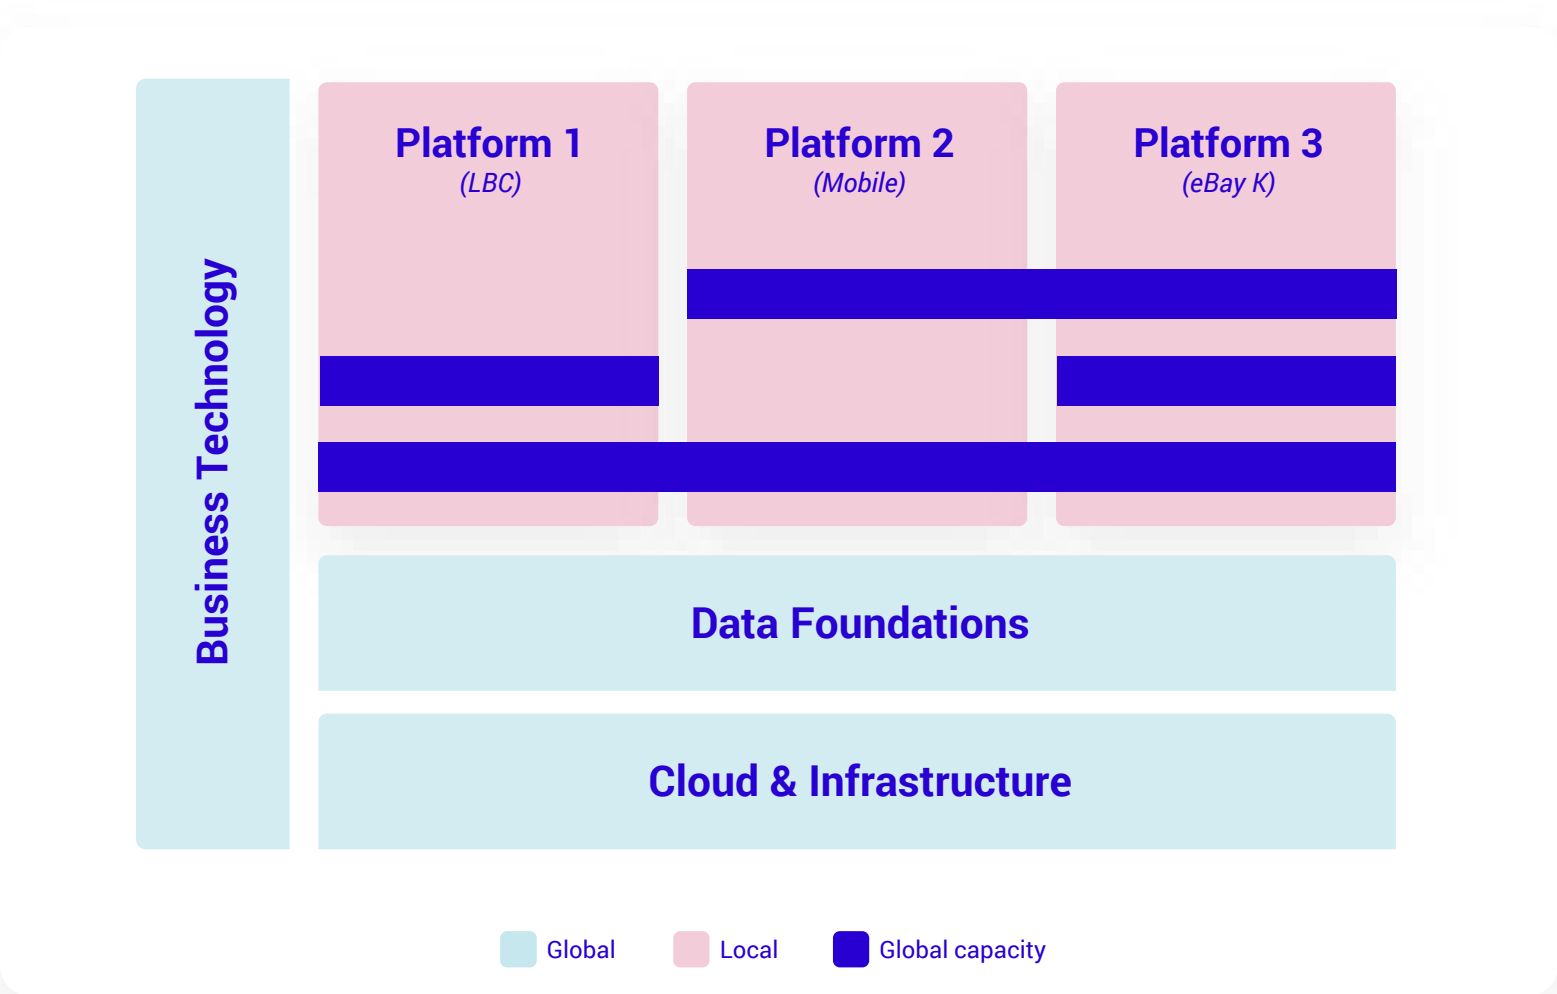 Business Technology
Platform 1
(LBC)
Platform 2
(Mobile)
Platform 3
(eBay K)
Data Foundations
Cloud & Infrastructure
Global
Local
Global capacity